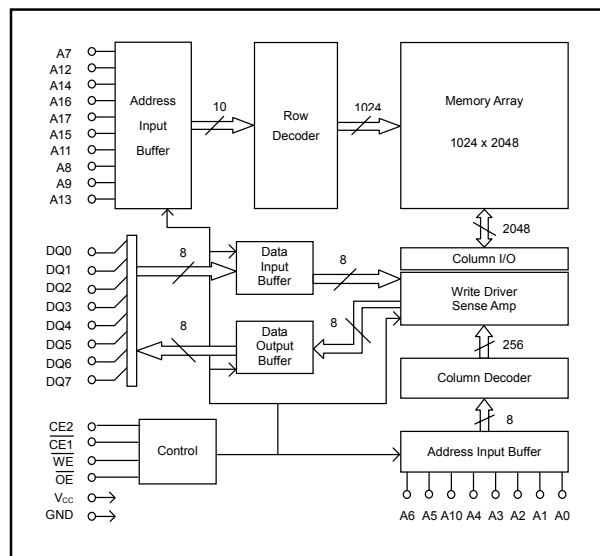 A7
A12
A14
A16
A17
A15
A11
A8
A9
A13
Address
Input
Buffer
10
Row
Decoder
1024
Memory Array
1024 x 2048
2048
DQ0
DQ1
DQ2
DQ3
DQ4
DQ5
DQ6
DQ7
8
Data
Input
Buffer
8
Column I/O
Write Driver
Sense Amp
8
Data
Output
Buffer
8
256
Column Decoder
8
CE2
CE1
WE
OE
Vcc
GND
Control
Address Input Buffer
A6 A5 A10 A4 A3 A2 A1 A0